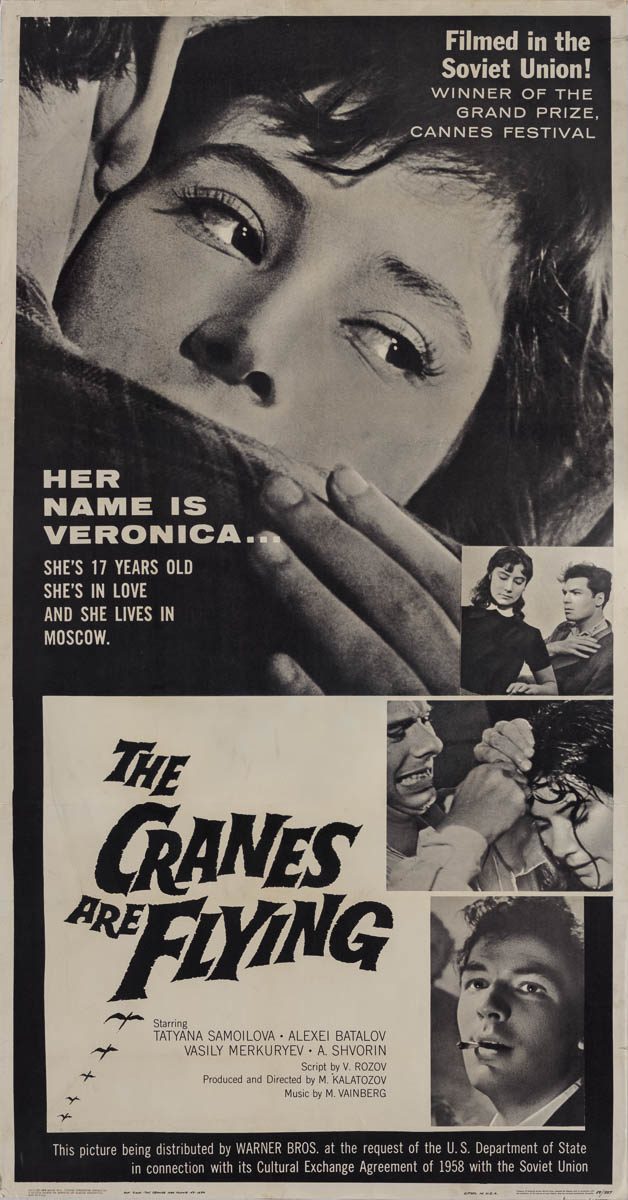 Filmed in the
Soviet Union!
WINNER OF THE
GRAND PRIZE,
CANNES FESTIVAL
HER
NAME IS
VERONICA...
SHE'S 17 YEARS OLD
SHE'S IN LOVE
AND SHE LIVES IN
MOSCOW.
THE
CRANES
ARE FLYING
Starring
TATYANA SAMOILOVA • ALEXEI BATALOV
VASILY MERKURYEV • A. SHVORIN
Script by V. ROZOV
Produced and Directed by M. KALATOZOV
Music by M. VAINBERG
This picture being distributed by WARNER BROS. at the request of the U.S. Department of State
in connection with its Cultural Exchange Agreement of 1958 with the Soviet Union